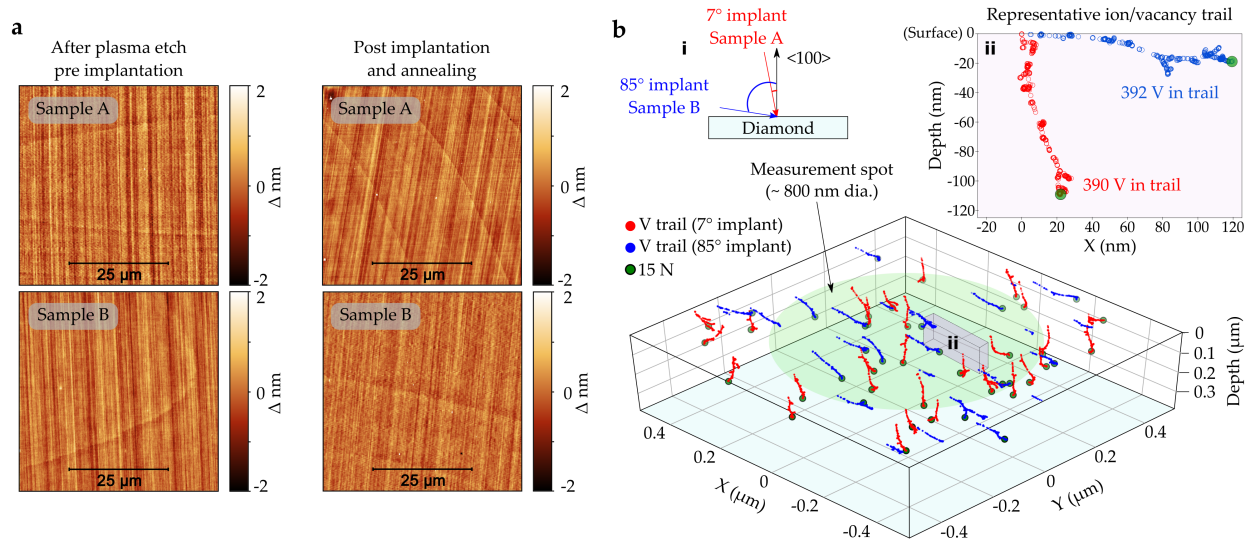 a
After plasma etch
pre implantation
Post implantation
and annealing
Sample A
25 µm
2
0
-2
Δ nm
Sample A
25 µm
2
0
-2
Δ nm
Sample B
25 µm
2
0
-2
Δ nm
Sample B
25 µm
2
0
-2
Δ nm
b
i
7° implant
Sample A
<100>
85° implant
Sample B
Diamond
Representative ion/vacancy trail
ii
(Surface) 0
-20
-40
-60
-80
-100
-120
Depth (nm)
392 V in trail
390 V in trail
-20 0 20 40 60 80 100 120
X (nm)
Measurement spot
(~ 800 nm dia.)
V trail (7° implant)
V trail (85° implant)
15 N
ii
0
0.1
0.2
0.3
Depth (µm)
0.4
0.2
0
-0.2
-0.4
X (µm)
0.4
0.2
0
-0.2
-0.4
Y (µm)